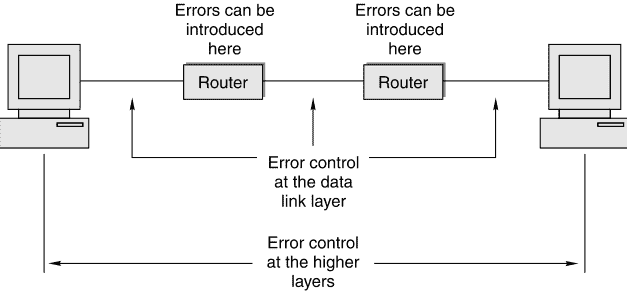 Errors can be
introduced
here
Errors can be
introduced
here
Router
Router
Error control
at the data
link layer
Error control
at the higher
layers